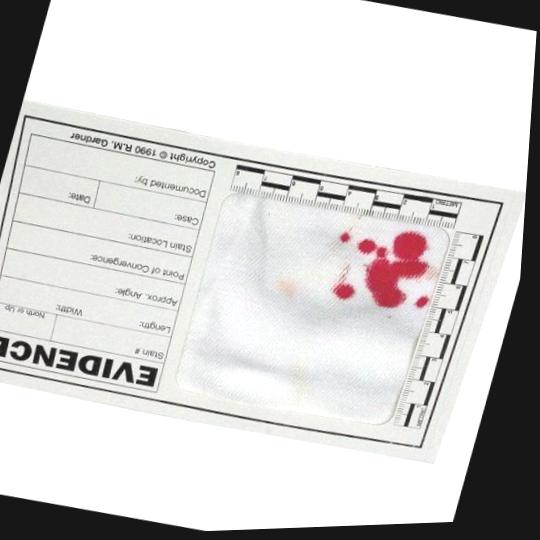 EVIDENCE
Stain #
Length:
Width:
North or Up
Approx. Angle:
Point of Convergence:
Stain Location:
Case:
Date:
Documented by:
Copyright © 1990 R.M. Gardner
METRIC